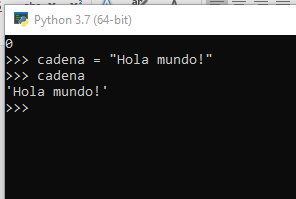 Python 3.7 (64-bit)
0
>>> cadena = "Hola mundo!"
>>> cadena
'Hola mundo!'
>>>